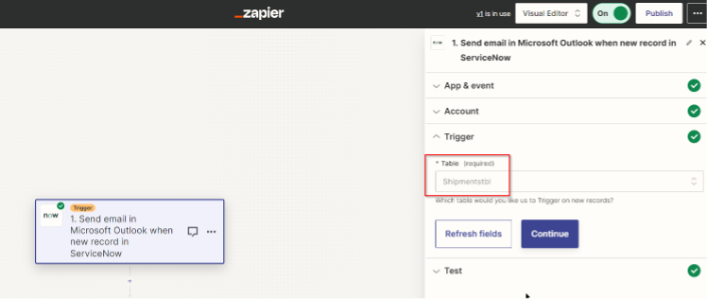 _zapier
v1 is in use
Visual Editor
On
Publish
now
Trigger
1. Send email in
Microsoft Outlook when
new record in
ServiceNow
now
1. Send email in Microsoft Outlook when new record in
ServiceNow
App & event
Account
Trigger
* Table (required)
Shipmentstbl
Which table would you like us to Trigger on new records?
Refresh fields
Continue
Test